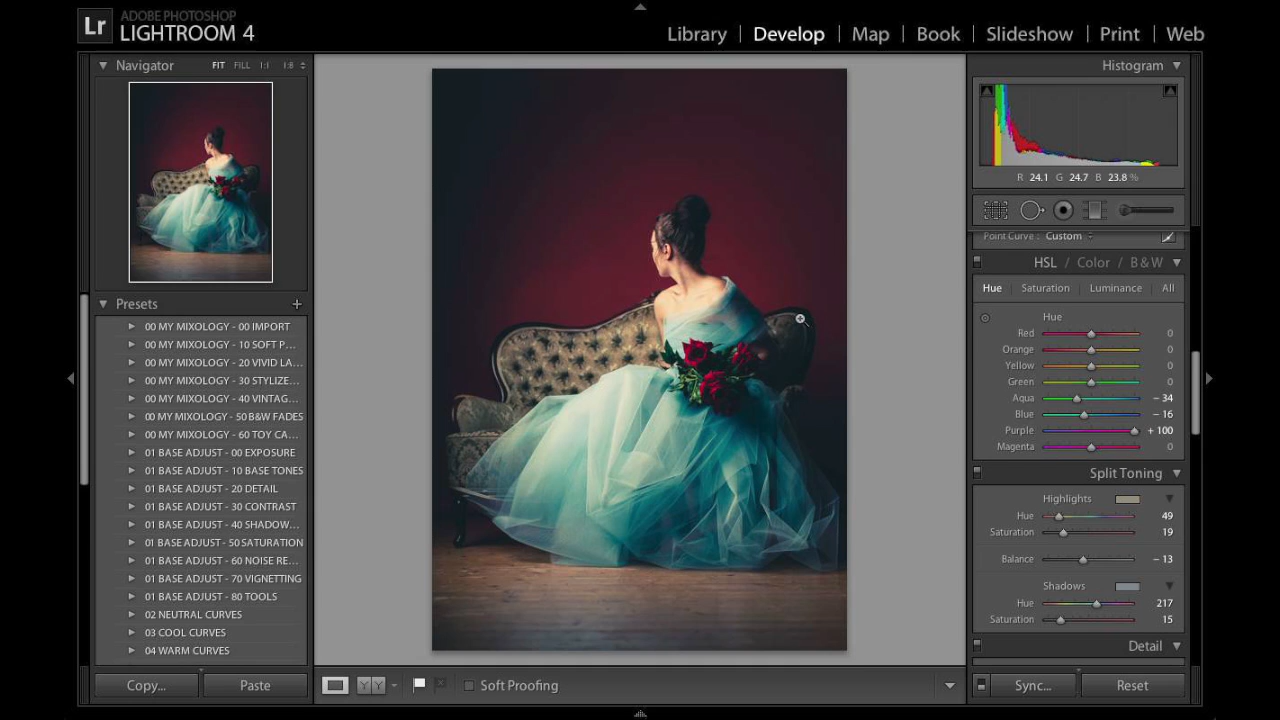 Lr ADOBE PHOTOSHOP
LIGHTROOM 4
Library | Develop | Map | Book | Slideshow | Print | Web
Navigator FIT FILL 1:1 1:8
Presets +
00 MY MIXOLOGY - 00 IMPORT
00 MY MIXOLOGY - 10 SOFT P...
00 MY MIXOLOGY - 20 VIVID LA...
00 MY MIXOLOGY - 30 STYLIZE...
00 MY MIXOLOGY - 40 VINTAG...
00 MY MIXOLOGY - 50 B&W FADES
00 MY MIXOLOGY - 60 TOY CA...
01 BASE ADJUST - 00 EXPOSURE
01 BASE ADJUST - 10 BASE TONES
01 BASE ADJUST - 20 DETAIL
01 BASE ADJUST - 30 CONTRAST
01 BASE ADJUST - 40 SHADOW...
01 BASE ADJUST - 50 SATURATION
01 BASE ADJUST - 60 NOISE RE...
01 BASE ADJUST - 70 VIGNETTING
01 BASE ADJUST - 80 TOOLS
02 NEUTRAL CURVES
03 COOL CURVES
04 WARM CURVES
Copy... Paste
YY Soft Proofing
Histogram
R 24.1 G 24.7 B 23.8 %
Point Curve : Custom
HSL / Color / B&W
Hue Saturation Luminance All
Hue
Red 0
Orange 0
Yellow 0
Green 0
Aqua - 34
Blue - 16
Purple + 100
Magenta 0
Split Toning
Highlights
Hue 49
Saturation 19
Balance - 13
Shadows
Hue 217
Saturation 15
Detail
Sync... Reset